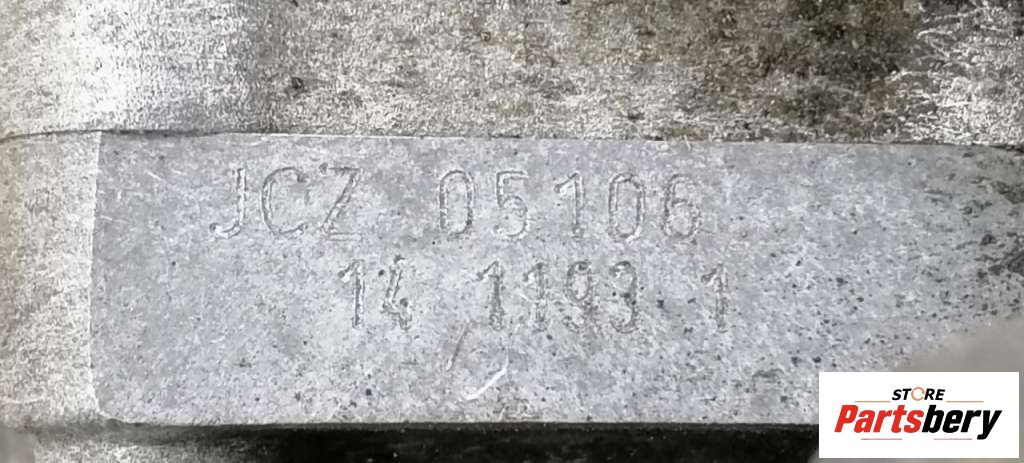 JCZ 05106
14 1193 1
STORE
Partsbery